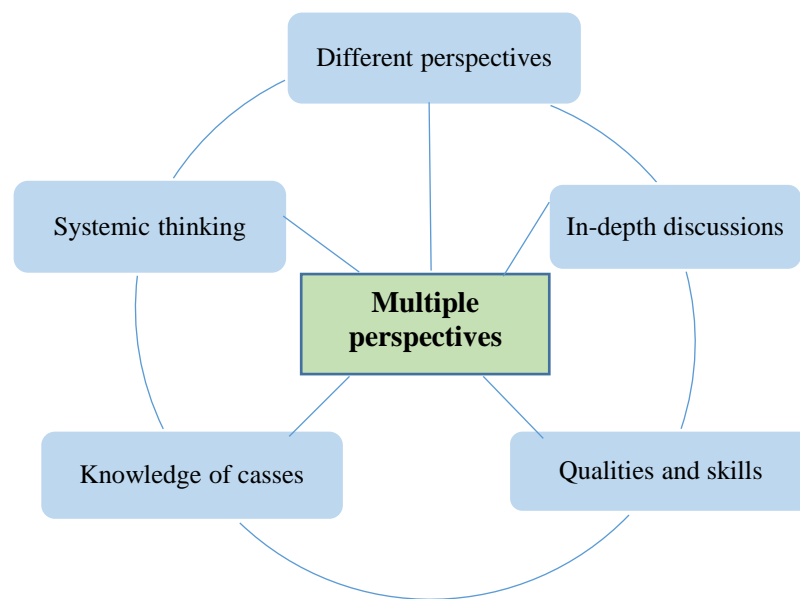 Different perspectives
Systemic thinking
In-depth discussions
Multiple
perspectives
Knowledge of casses
Qualities and skills